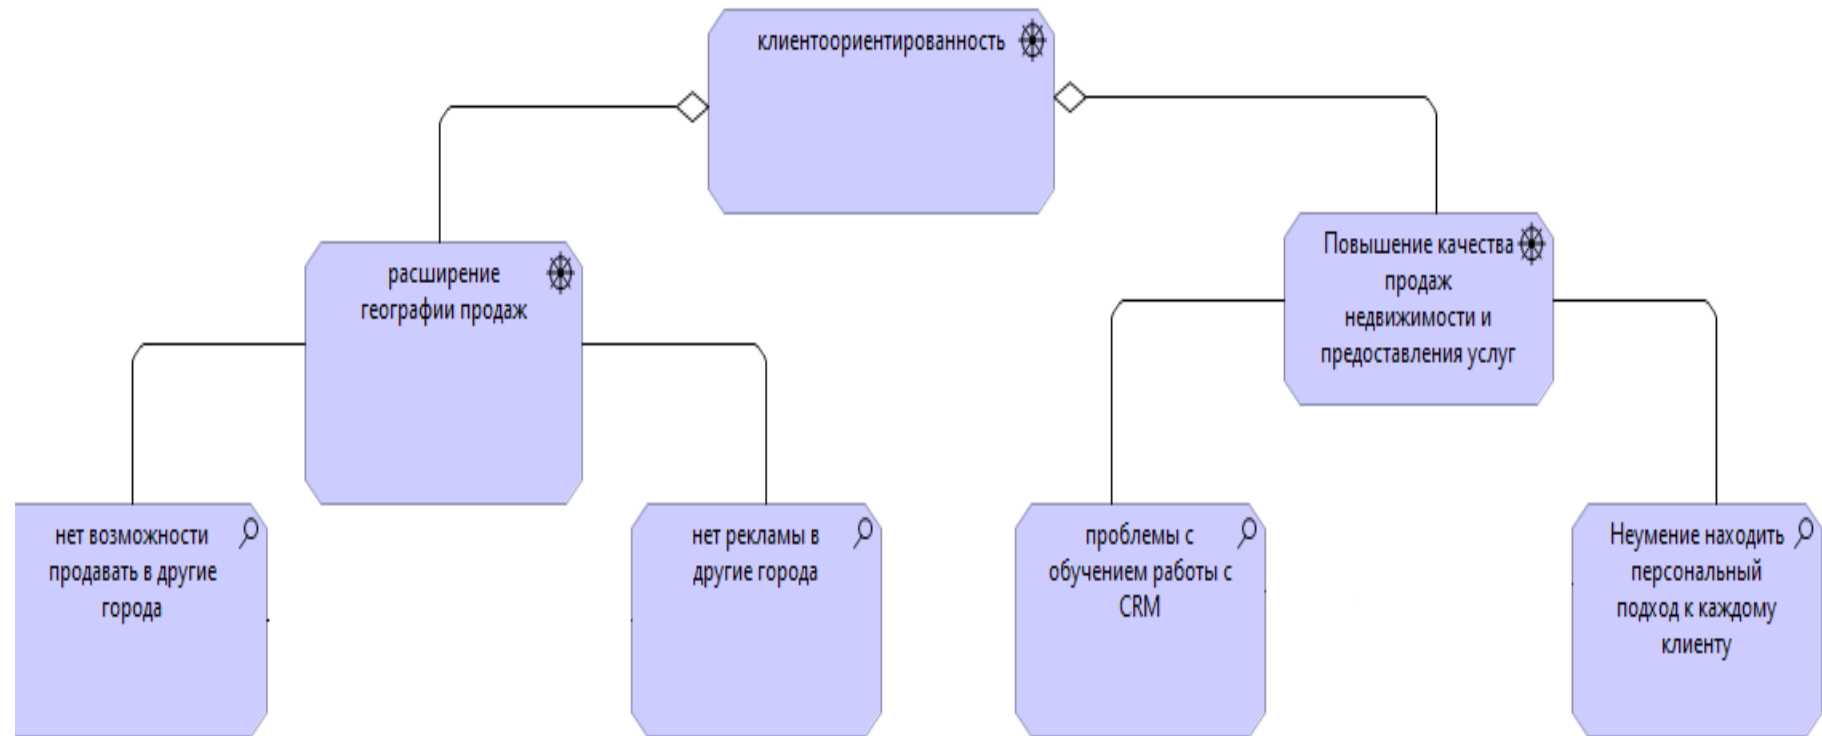 клиентоориентированность
расширение
географии продаж
Повышение качества
продаж
недвижимости и
предоставления услуг
нет возможности
продавать в другие
города
нет рекламы в
другие города
проблемы с
обучением работы с
CRM
Неумение находить
персональный
подход к каждому
клиенту